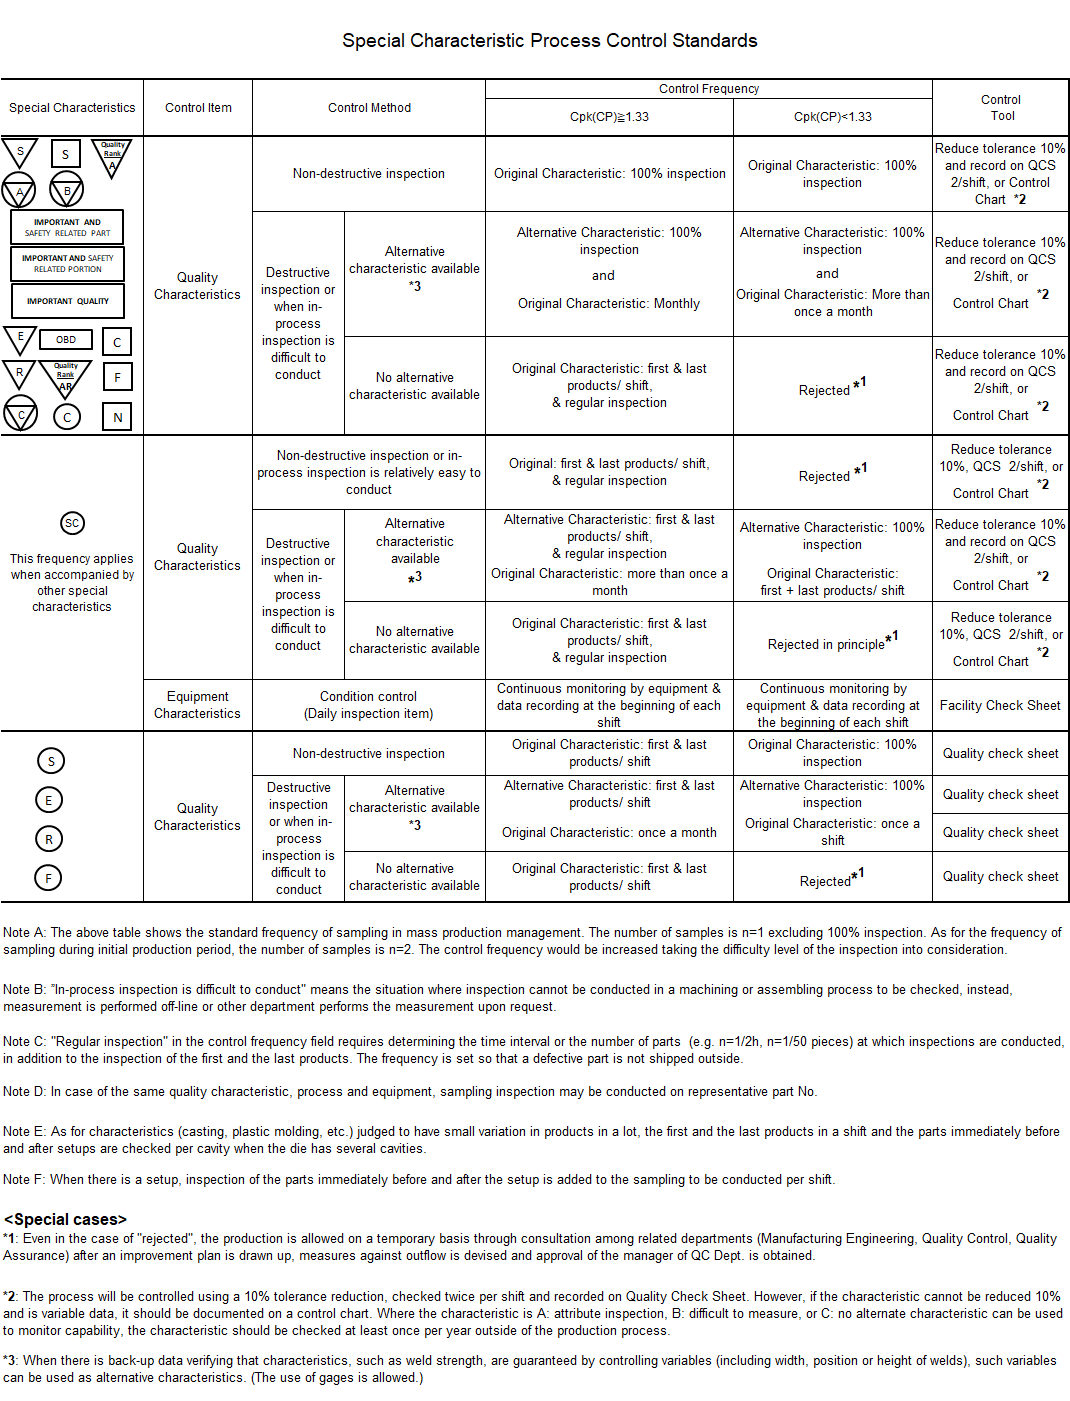 Special Characteristic Process Control Standards
Special Characteristics
Control Item
Control Method
Control Frequency
Cpk(CP)≧1.33
Cpk(CP)<1.33
Control
Tool
S
S
Quality
Rank
A
A
B
IMPORTANT AND
SAFETY RELATED PART
IMPORTANT AND SAFETY
RELATED PORTION
IMPORTANT QUALITY
E
OBD
C
R
Quality
Rank
AR
F
C
C
N
Quality
Characteristics
Non-destructive inspection
Original Characteristic: 100% inspection
Original Characteristic: 100%
inspection
Reduce tolerance 10%
and record on QCS
2/shift, or Control
Chart *2
Destructive
inspection or
when in-
process
inspection is
difficult to
conduct
Alternative
characteristic available
*3
Alternative Characteristic: 100%
inspection
and
Original Characteristic: Monthly
Alternative Characteristic: 100%
inspection
and
Original Characteristic: More than
once a month
Reduce tolerance 10%
and record on QCS
2/shift, or
Control Chart *2
No alternative
characteristic available
Original Characteristic: first & last
products/ shift,
& regular inspection
Rejected *1
Reduce tolerance 10%
and record on QCS
2/shift, or
Control Chart *2
SC
This frequency applies
when accompanied by
other special
characteristics
Quality
Characteristics
Non-destructive inspection or in-
process inspection is relatively easy to
conduct
Original: first & last products/ shift,
& regular inspection
Rejected *1
Reduce tolerance
10%, QCS 2/shift, or
Control Chart *2
Destructive
inspection or
when in-
process
inspection is
difficult to
conduct
Alternative
characteristic
available
*3
Alternative Characteristic: first & last
products/ shift,
& regular inspection
Original Characteristic: more than once a
month
Alternative Characteristic: 100%
inspection
Original Characteristic:
first + last products/ shift
Reduce tolerance 10%
and record on QCS
2/shift, or
Control Chart *2
No alternative
characteristic available
Original Characteristic: first & last
products/ shift,
& regular inspection
Rejected in principle*1
Reduce tolerance
10%, QCS 2/shift, or
Control Chart *2
Equipment
Characteristics
Condition control
(Daily inspection item)
Continuous monitoring by equipment &
data recording at the beginning of each
shift
Continuous monitoring by
equipment & data recording at
the beginning of each shift
Facility Check Sheet
S
E
R
F
Quality
Characteristics
Non-destructive inspection
Original Characteristic: first & last
products/ shift
Original Characteristic: 100%
inspection
Quality check sheet
Destructive
inspection
or when in-
process
inspection is
difficult to
conduct
Alternative
characteristic available
*3
Alternative Characteristic: first & last
products/ shift
Original Characteristic: once a month
Alternative Characteristic: 100%
inspection
Original Characteristic: once a
shift
Quality check sheet
Quality check sheet
No alternative
characteristic available
Original Characteristic: first & last
products/ shift
Rejected*1
Quality check sheet
Note A: The above table shows the standard frequency of sampling in mass production management. The number of samples is n=1 excluding 100% inspection. As for the frequency of
sampling during initial production period, the number of samples is n=2. The control frequency would be increased taking the difficulty level of the inspection into consideration.
Note B: "In-process inspection is difficult to conduct" means the situation where inspection cannot be conducted in a machining or assembling process to be checked, instead,
measurement is performed off-line or other department performs the measurement upon request.
Note C: "Regular inspection" in the control frequency field requires determining the time interval or the number of parts (e.g. n=1/2h, n=1/50 pieces) at which inspections are conducted,
in addition to the inspection of the first and the last products. The frequency is set so that a defective part is not shipped outside.
Note D: In case of the same quality characteristic, process and equipment, sampling inspection may be conducted on representative part No.
Note E: As for characteristics (casting, plastic molding, etc.) judged to have small variation in products in a lot, the first and the last products in a shift and the parts immediately before
and after setups are checked per cavity when the die has several cavities.
Note F: When there is a setup, inspection of the parts immediately before and after the setup is added to the sampling to be conducted per shift.
<Special cases>
*1: Even in the case of "rejected", the production is allowed on a temporary basis through consultation among related departments (Manufacturing Engineering, Quality Control, Quality
Assurance) after an improvement plan is drawn up, measures against outflow is devised and approval of the manager of QC Dept. is obtained.
*2: The process will be controlled using a 10% tolerance reduction, checked twice per shift and recorded on Quality Check Sheet. However, if the characteristic cannot be reduced 10%
and is variable data, it should be documented on a control chart. Where the characteristic is A: attribute inspection, B: difficult to measure, or C: no alternate characteristic can be used
to monitor capability, the characteristic should be checked at least once per year outside of the production process.
*3: When there is back-up data verifying that characteristics, such as weld strength, are guaranteed by controlling variables (including width, position or height of welds), such variables
can be used as alternative characteristics. (The use of gages is allowed.)